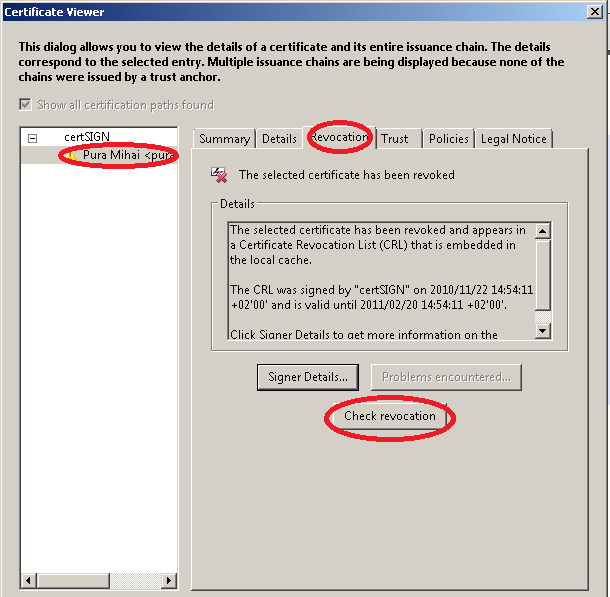 Certificate Viewer
This dialog allows you to view the details of a certificate and its entire issuance chain. The details
correspond to the selected entry. Multiple issuance chains are being displayed because none of the
chains were issued by a trust anchor.
Show all certification paths found
certSIGN
Pura Mihai <pura
Summary
Details
Revocation
Trust
Policies
Legal Notice
The selected certificate has been revoked
Details
The selected certificate has been revoked and appears in
a Certificate Revocation List (CRL) that is embedded in
the local cache.
The CRL was signed by "certSIGN" on 2010/11/22 14:54:11
+02'00' and is valid until 2011/02/20 14:54:11 +02'00'.
Click Signer Details to get more information on the
Signer Details...
Problems encountered...
Check revocation